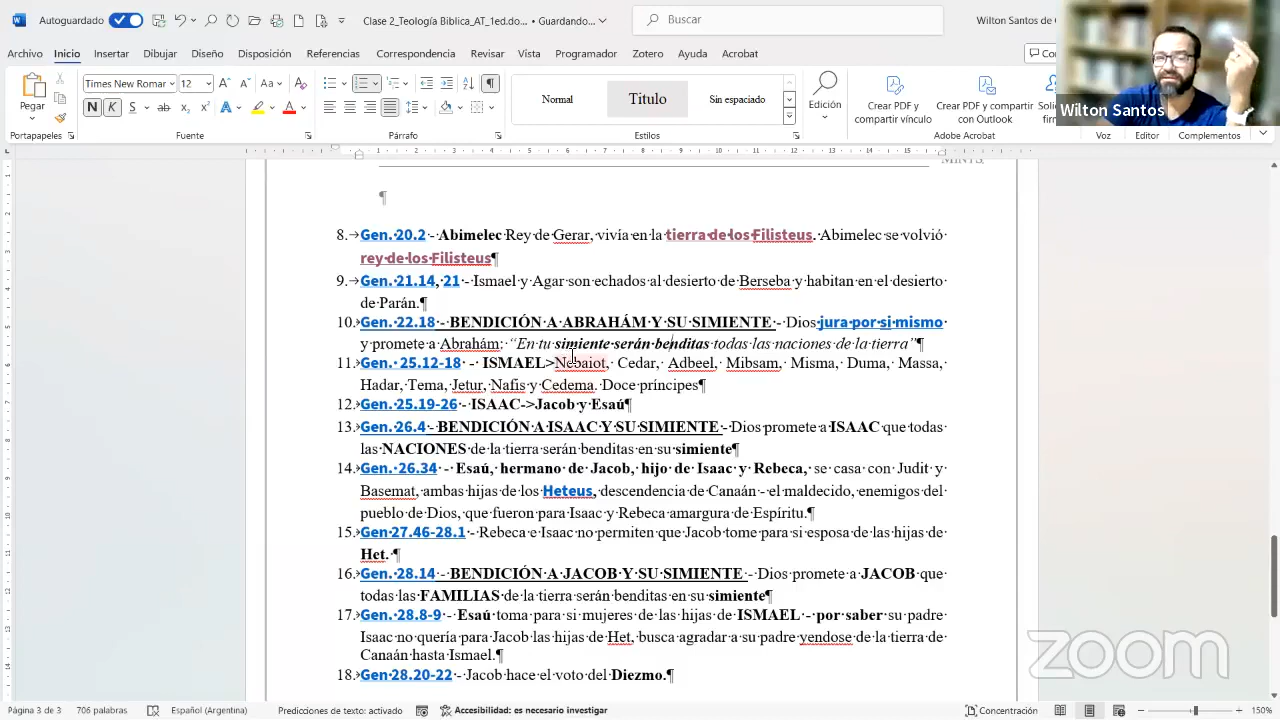 Autoguardado
Clase 2_Teología Biblica_AT_1ed.do... • Guardando...
Buscar
Wilton Santos de
Archivo Inicio Insertar Dibujar Diseño Disposición Referencias Correspondencia Revisar Vista Programador Zotero Ayuda Acrobat
Times New Roman 12
Pegar
N K S ab x₂ x² A
Normal Título Sin espaciado
Edición
Crear PDF y compartir vínculo
Crear PDF y compartir con Outlook
Portapapeles Fuente Párrafo Estilos Adobe Acrobat Voz Editor Complementos
Wilton Santos
MINTS,
¶
8.→Gen. 20.2 - Abimelec Rey de Gerar, vivía en la tierra de los Filisteus. Abimelec se volvió
rey de los Filisteus¶
9.→Gen. 21.14, 21 - Ismael y Agar son echados al desierto de Berseba y habitan en el desierto
de Parán.¶
10.→Gen. 22.18 - BENDICIÓN A ABRAHÁM Y SU SIMIENTE - Dios jura por si mismo
y promete a Abrahám: “En tu simiente serán benditas todas las naciones de la tierra”¶
11.→Gen. 25.12-18 - ISMAEL>Nebaiot, Cedar, Adbeel, Mibsam, Misma, Duma, Massa,
Hadar, Tema, Jetur, Nafis y Cedema. Doce príncipes¶
12.→Gen. 25.19-26 - ISAAC->Jacob y Esaú¶
13.→Gen. 26.4 - BENDICIÓN A ISAAC Y SU SIMIENTE - Dios promete a ISAAC que todas
las NACIONES de la tierra serán benditas en su simiente¶
14.→Gen. 26.34 - Esaú, hermano de Jacob, hijo de Isaac y Rebeca, se casa con Judit y
Basemat, ambas hijas de los Heteus, descendencia de Canaán - el maldecido, enemigos del
pueblo de Dios, que fueron para Isaac y Rebeca amargura de Espíritu.¶
15.→Gen 27.46-28.1 - Rebeca e Isaac no permiten que Jacob tome para si esposa de las hijas de
Het. ¶
16.→Gen. 28.14 - BENDICIÓN A JACOB Y SU SIMIENTE - Dios promete a JACOB que
todas las FAMILIAS de la tierra serán benditas en su simiente¶
17.→Gen. 28.8-9 - Esaú toma para si mujeres de las hijas de ISMAEL - por saber su padre
Isaac no quería para Jacob las hijas de Het, busca agradar a su padre yendose de la tierra de
Canaán hasta Ismael.¶
18.→Gen 28.20-22 - Jacob hace el voto del Diezmo.¶
zoom
Página 3 de 3 706 palabras Español (Argentina) Predicciones de texto: activado Accesibilidad: es necesario investigar Concentración 150%